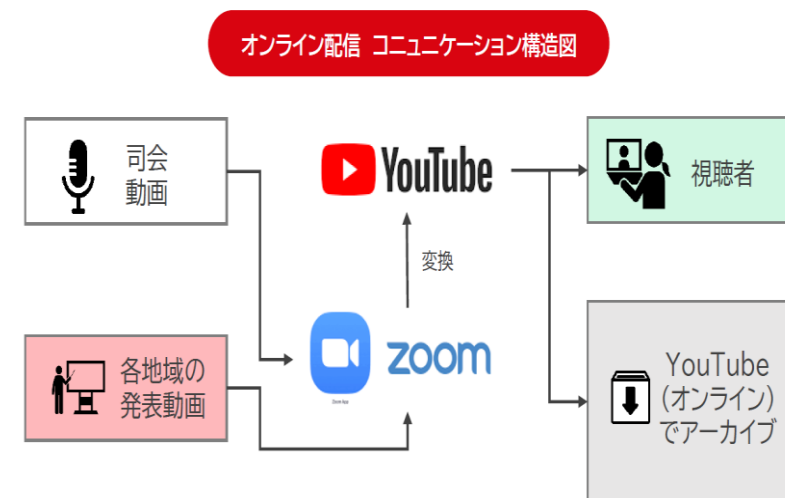 オンライン配信 コニュニケーション構造図
司会
動画
YouTube
視聴者
変換
zoom
Zoom App
各地域の
発表動画
YouTube
(オンライン)
でアーカイブ